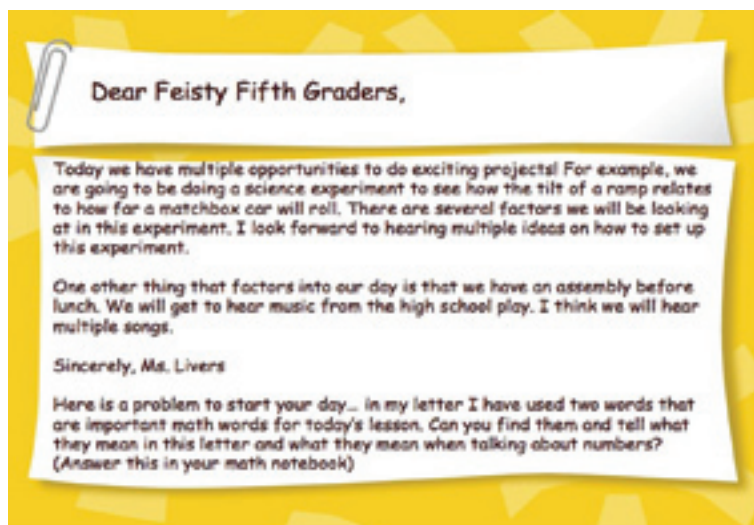 Dear Feisty Fifth Graders,
Today we have multiple opportunities to do exciting projects! For example, we
are going to be doing a science experiment to see how the tilt of a ramp relates
to how far a matchbox car will roll. There are several factors we will be looking
at in this experiment. I look forward to hearing multiple ideas on how to set up
this experiment.
One other thing that factors into our day is that we have an assembly before
lunch. We will get to hear music from the high school play. I think we will hear
multiple songs.
Sincerely, Ms. Livers
Here is a problem to start your day... in my letter I have used two words that
are important math words for today's lesson. Can you find them and tell what
they mean in this letter and what they mean when talking about numbers?
(Answer this in your math notebook)